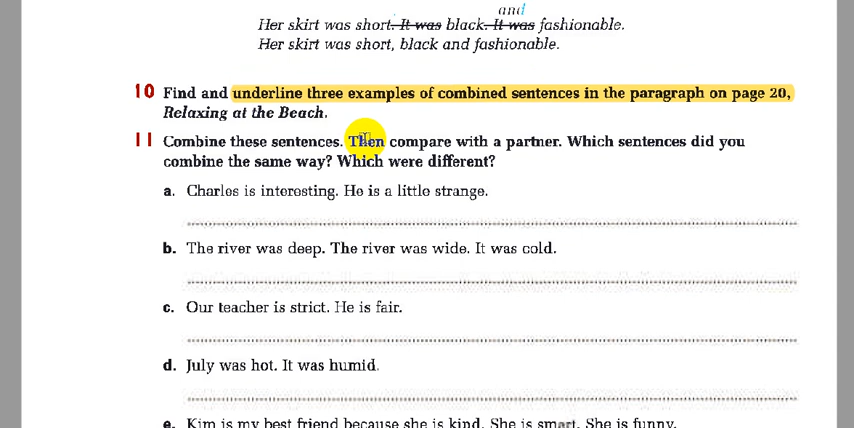 and
Her skirt was short. It was black. It was fashionable.
Her skirt was short, black and fashionable.
10 Find and underline three examples of combined sentences in the paragraph on page 20,
Relaxing at the Beach.
11 Combine these sentences. Then compare with a partner. Which sentences did you
combine the same way? Which were different?
a. Charles is interesting. He is a little strange.
b. The river was deep. The river was wide. It was cold.
c. Our teacher is strict. He is fair.
d. July was hot. It was humid.
e. Kim is my best friend because she is kind. She is smart. She is funny.